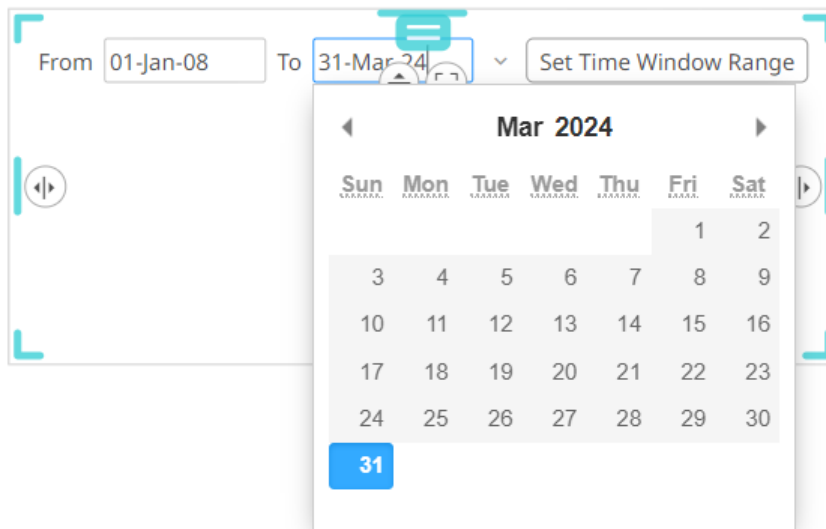 From 01-Jan-08 To 31-Mar-24 Set Time Window Range
Mar 2024
Sun Mon Tue Wed Thu Fri Sat
1 2
3 4 5 6 7 8 9
10 11 12 13 14 15 16
17 18 19 20 21 22 23
24 25 26 27 28 29 30
31